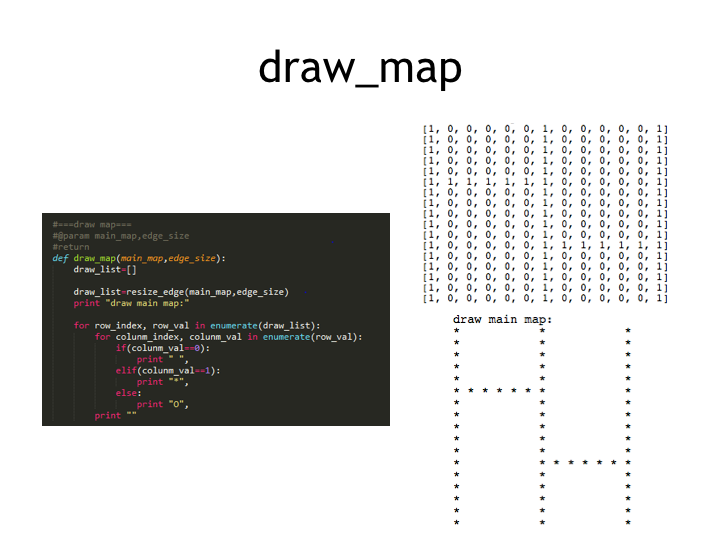 draw_map
#===draw map===
#@param main_map,edge_size
#return
def draw_map(main_map,edge_size):
draw_list=[]
draw_list=resize_edge(main_map,edge_size)
print "draw main map:"
for row_index, row_val in enumerate(draw_list):
for colunm_index, colunm_val in enumerate(row_val):
if(colunm_val==0):
print " ",
elif(colunm_val==1):
print "*",
else:
print "O",
print ""
[1, 0, 0, 0, 0, 0, 1, 0, 0, 0, 0, 0, 1]
[1, 0, 0, 0, 0, 0, 1, 0, 0, 0, 0, 0, 1]
[1, 0, 0, 0, 0, 0, 1, 0, 0, 0, 0, 0, 1]
[1, 0, 0, 0, 0, 0, 1, 0, 0, 0, 0, 0, 1]
[1, 0, 0, 0, 0, 0, 1, 0, 0, 0, 0, 0, 1]
[1, 1, 1, 1, 1, 1, 1, 0, 0, 0, 0, 0, 1]
[1, 0, 0, 0, 0, 0, 1, 0, 0, 0, 0, 0, 1]
[1, 0, 0, 0, 0, 0, 1, 0, 0, 0, 0, 0, 1]
[1, 0, 0, 0, 0, 0, 1, 0, 0, 0, 0, 0, 1]
[1, 0, 0, 0, 0, 0, 1, 0, 0, 0, 0, 0, 1]
[1, 0, 0, 0, 0, 0, 1, 0, 0, 0, 0, 0, 1]
[1, 0, 0, 0, 0, 0, 1, 1, 1, 1, 1, 1, 1]
[1, 0, 0, 0, 0, 0, 1, 0, 0, 0, 0, 0, 1]
[1, 0, 0, 0, 0, 0, 1, 0, 0, 0, 0, 0, 1]
[1, 0, 0, 0, 0, 0, 1, 0, 0, 0, 0, 0, 1]
[1, 0, 0, 0, 0, 0, 1, 0, 0, 0, 0, 0, 1]
[1, 0, 0, 0, 0, 0, 1, 0, 0, 0, 0, 0, 1]
draw main map:
*           *           *
*           *           *
*           *           *
*           *           *
*           *           *
* * * * * * *           *
*           *           *
*           *           *
*           *           *
*           *           *
*           *           *
*           * * * * * * *
*           *           *
*           *           *
*           *           *
*           *           *
*           *           *